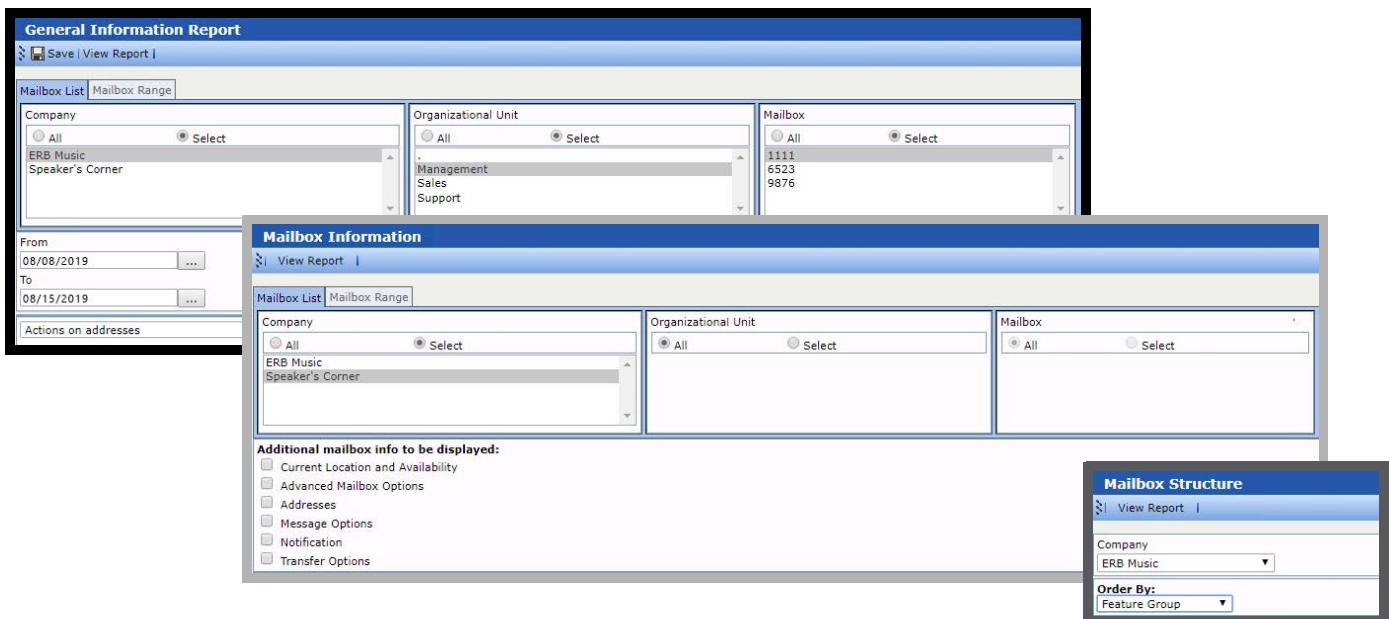 General Information Report
Save | View Report |
Mailbox List Mailbox Range
Company Organizational Unit Mailbox
All Select All Select All Select
ERB Music . 1111
Speaker's Corner Management 6523
Sales 9876
Support
From
08/08/2019 ...
To
08/15/2019 ...
Actions on addresses
Mailbox Information
View Report |
Mailbox List Mailbox Range
Company Organizational Unit Mailbox
All Select All Select All Select
ERB Music
Speaker's Corner
Additional mailbox info to be displayed:
Current Location and Availability
Advanced Mailbox Options
Addresses
Message Options
Notification
Transfer Options
Mailbox Structure
View Report |
Company
ERB Music
Order By:
Feature Group